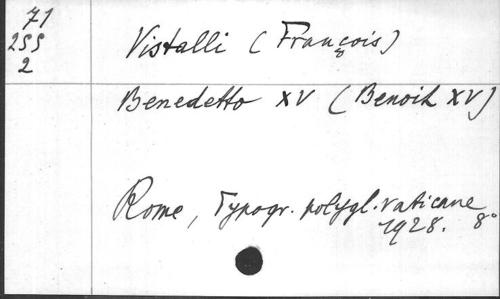 71
255
2
Vistalli (François)
Benedetto XV (Benoit XV)
Rome, Typogr. polygl. vaticane
1928. 8°